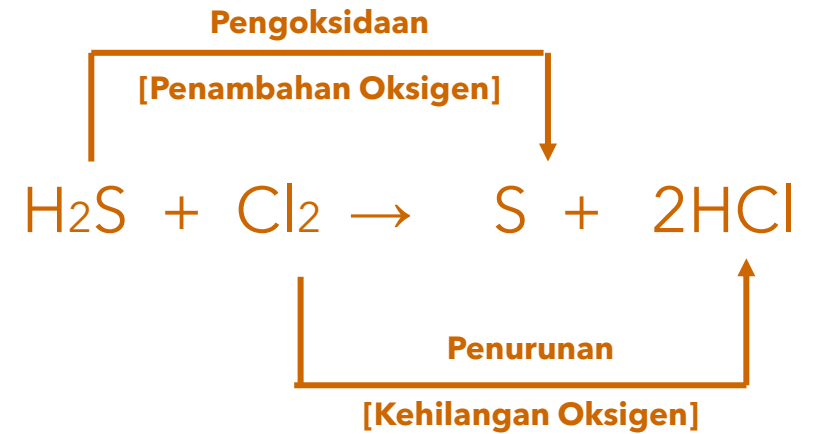 Pengoksidaan
[Penambahan Oksigen]
H2S + Cl2 → S + 2HCl
Penurunan
[Kehilangan Oksigen]